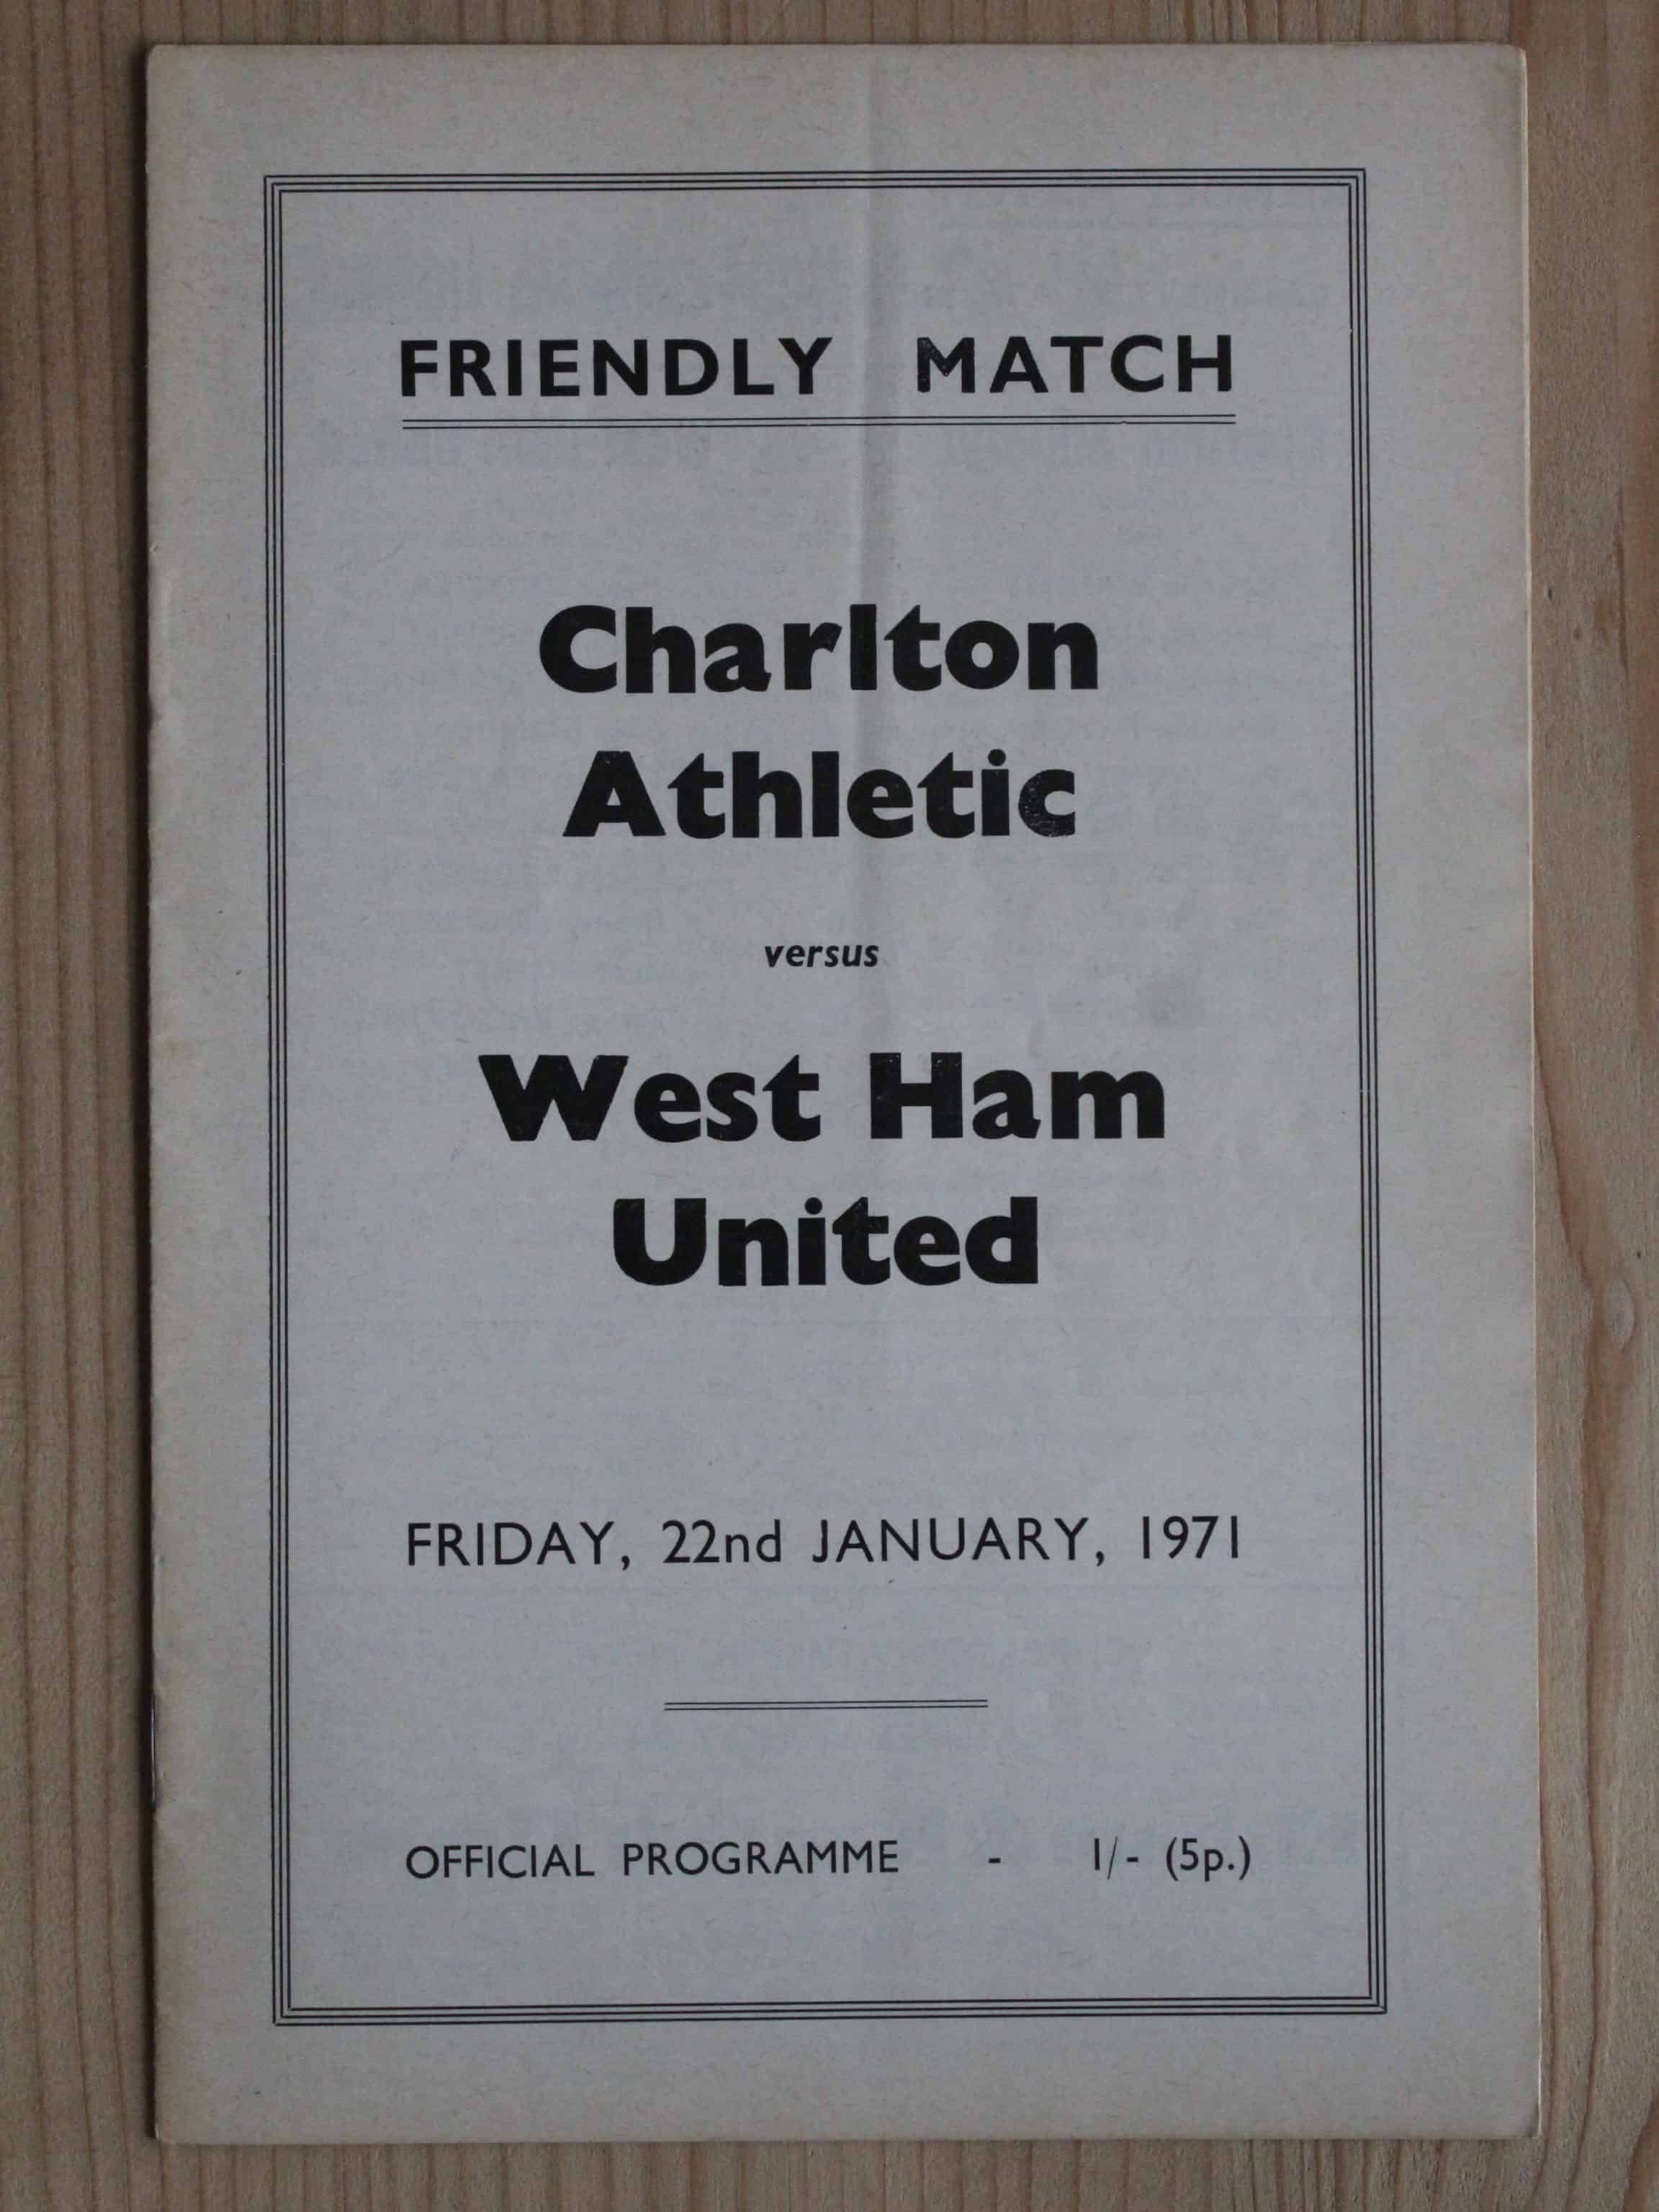 FRIENDLY MATCH
Charlton
Athletic
versus
West Ham
United
FRIDAY, 22nd JANUARY, 1971
OFFICIAL PROGRAMME - 1/- (5p.)